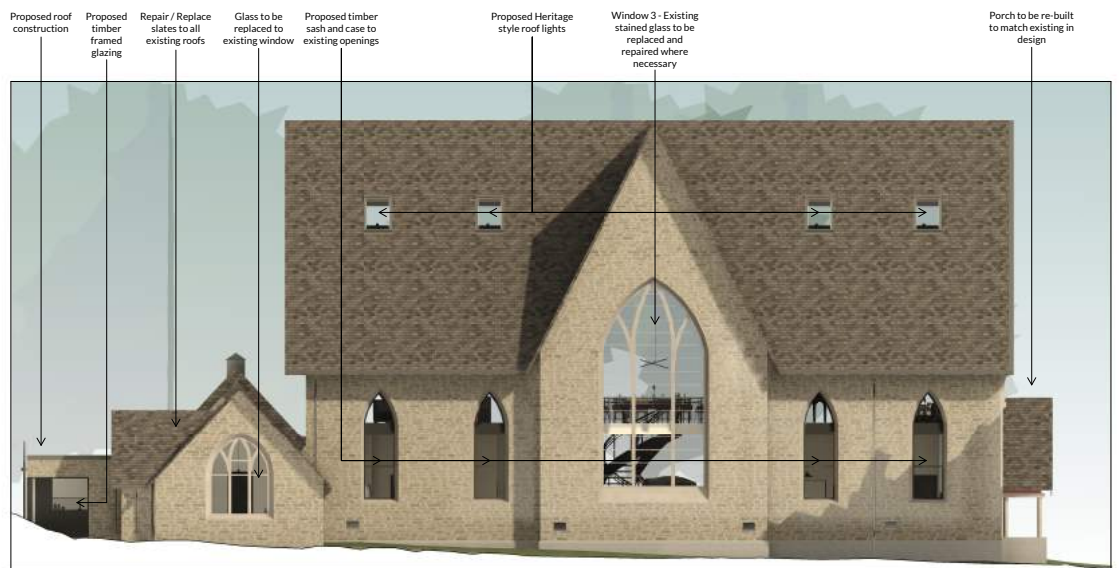 Proposed roof
construction
Proposed
timber
framed
glazing
Repair / Replace
slates to all
existing roofs
Glass to be
replaced to
existing window
Proposed timber
sash and case to
existing openings
Proposed Heritage
style roof lights
Window 3 - Existing
stained glass to be
replaced and
repaired where
necessary
Porch to be re-built
to match existing in
design